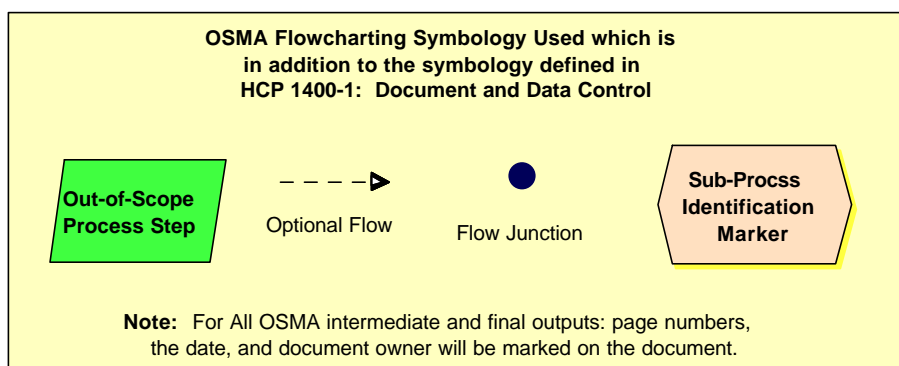 OSMA Flowcharting Symbology Used which is
in addition to the symbology defined in
HCP 1400-1: Document and Data Control
Out-of-Scope
Process Step
Optional Flow
Flow Junction
Sub-Procss
Identification
Marker
Note: For All OSMA intermediate and final outputs: page numbers,
the date, and document owner will be marked on the document.